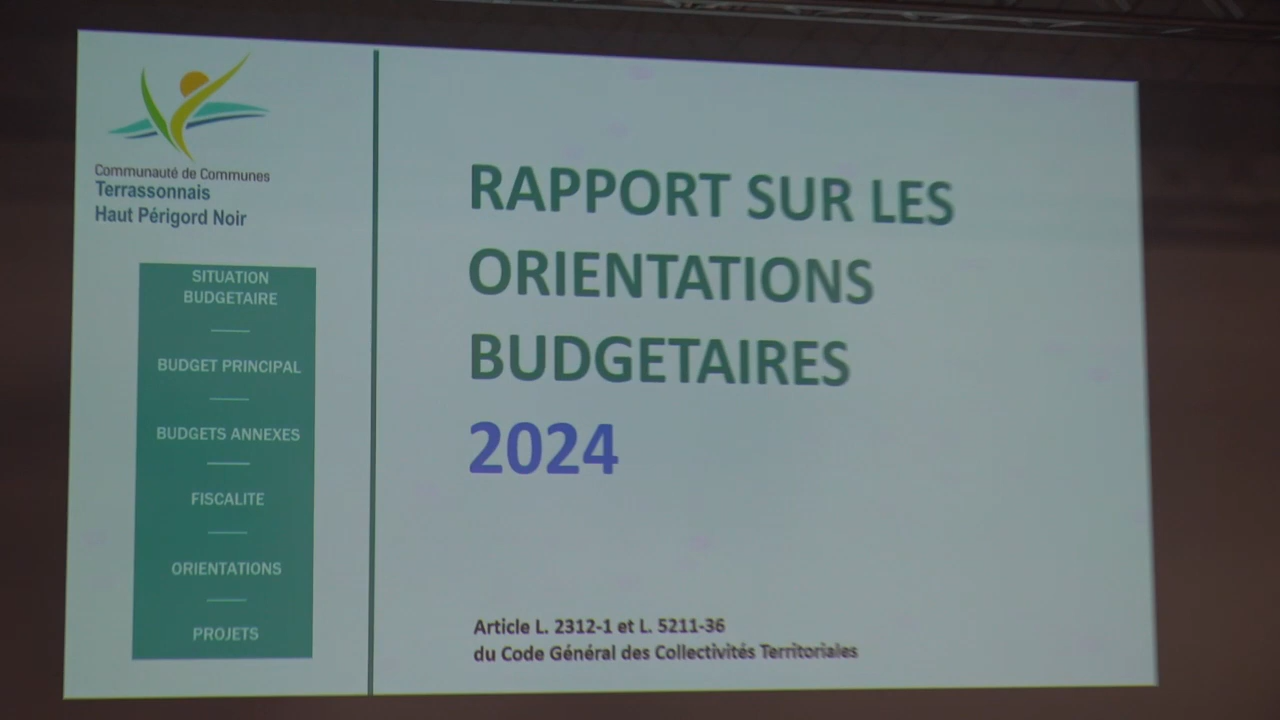 Communauté de Communes
Terrassonnais
Haut Périgord Noir
SITUATION
BUDGETAIRE
BUDGET PRINCIPAL
BUDGETS ANNEXES
FISCALITE
ORIENTATIONS
PROJETS
RAPPORT SUR LES
ORIENTATIONS
BUDGETAIRES
2024
Article L. 2312-1 et L. 5211-36
du Code Général des Collectivités Territoriales